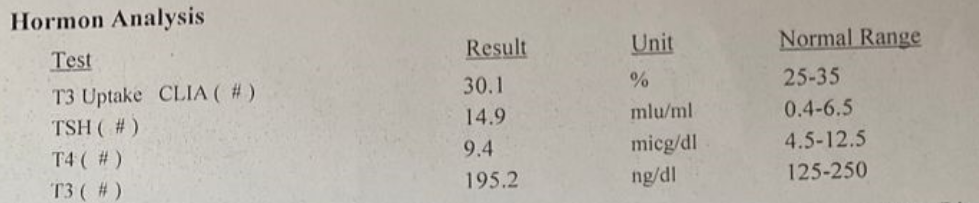 Hormon Analysis
Test Result Unit Normal Range
T3 Uptake CLIA ( # ) 30.1 % 25-35
TSH ( # ) 14.9 mlu/ml 0.4-6.5
T4 ( # ) 9.4 micg/dl 4.5-12.5
T3 ( # ) 195.2 ng/dl 125-250